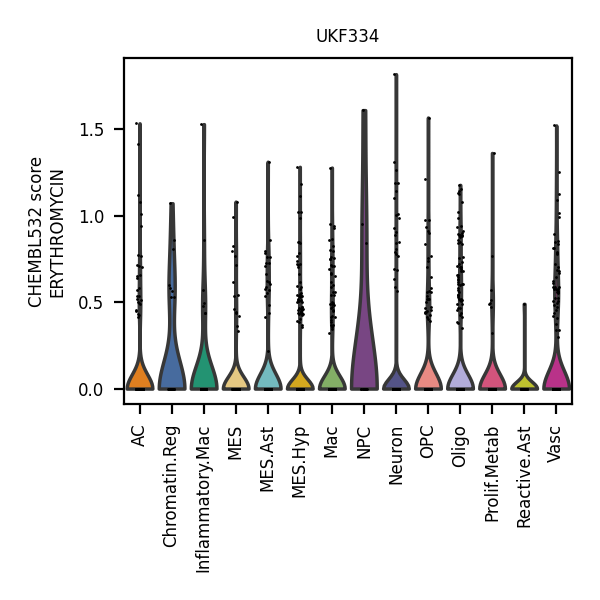 UKF334
CHEMBL532 score
ERYTHROMYCIN
1.5
1.0
0.5
0.0
AC
Chromatin.Reg
Inflammatory.Mac
MES
MES.Ast
MES.Hyp
Mac
NPC
Neuron
OPC
Oligo
Prolif.Metab
Reactive.Ast
Vasc